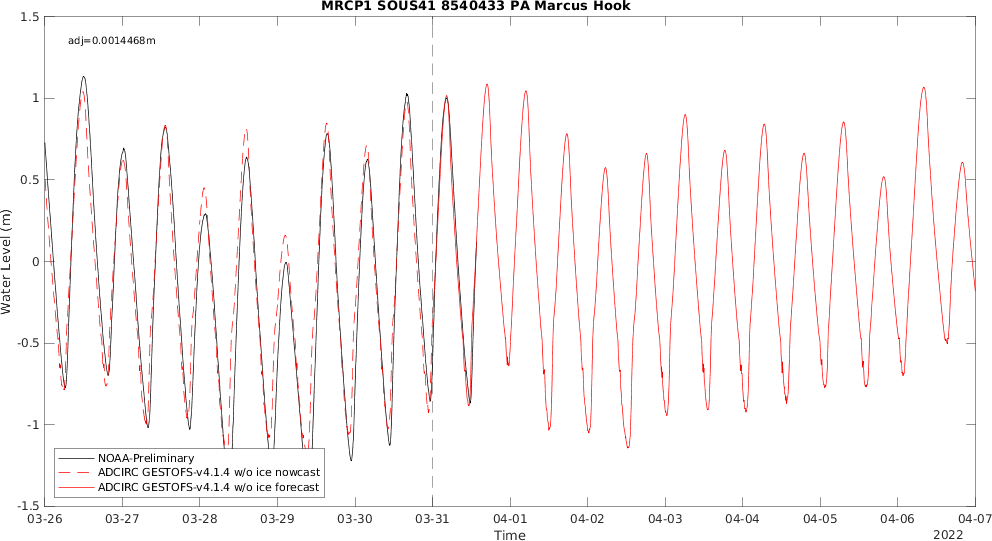 MRCP1 SOUS41 8540433 PA Marcus Hook
adj=0.0014468m
1.5
1
0.5
0
-0.5
-1
-1.5
Water Level (m)
NOAA-Preliminary
ADCIRC GESTOFS-v4.1.4 w/o ice nowcast
ADCIRC GESTOFS-v4.1.4 w/o ice forecast
03-26 03-27 03-28 03-29 03-30 03-31 04-01 04-02 04-03 04-04 04-05 04-06 04-07
Time
2022